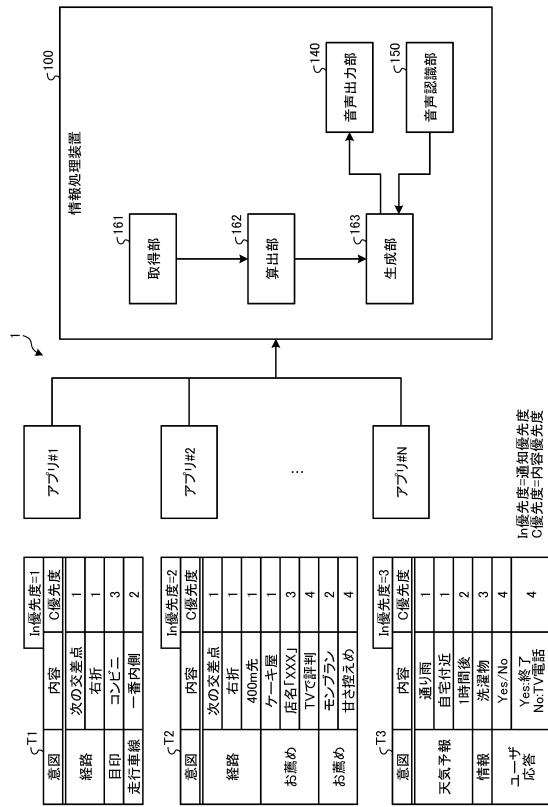 1
T1
In優先度=1
意図 内容 C優先度
経路 次の交差点 1
右折 1
目印 コンビニ 3
走行車線 一番内側 2
T2
In優先度=2
意図 内容 C優先度
経路 次の交差点 1
右折 1
400m先 1
お薦め ケーキ屋 1
店名「XXX」 3
TVで評判 4
お薦め モンブラン 2
甘さ控えめ 4
T3
In優先度=3
意図 内容 C優先度
天気予報 通り雨 1
自宅付近 1
1時間後 2
情報 洗濯物 3
ユーザ
応答
Yes/No 4
Yes:終了
No:TV電話
4
アプリ#1
アプリ#2
…
アプリ#N
In優先度=通知優先度
C優先度=内容優先度
100
情報処理装置
取得部
161
算出部
162
生成部
163
音声出力部
140
音声認識部
150